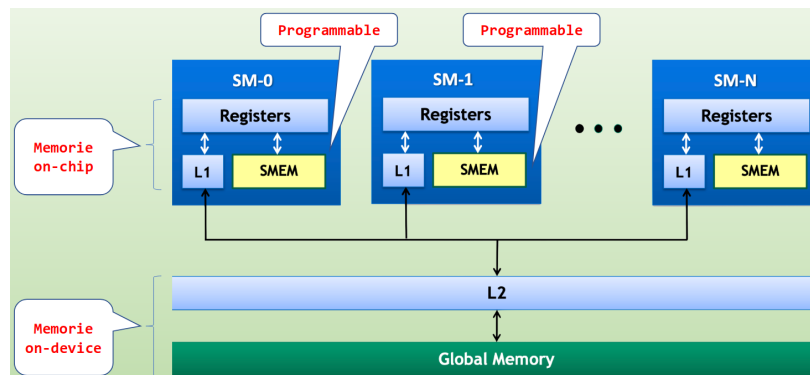 Programmable
Programmable
SM-0
SM-1
SM-N
Registers
Registers
Registers
Memorie
on-chip
L1
SMEM
L1
SMEM
L1
SMEM
L2
Memorie
on-device
Global Memory